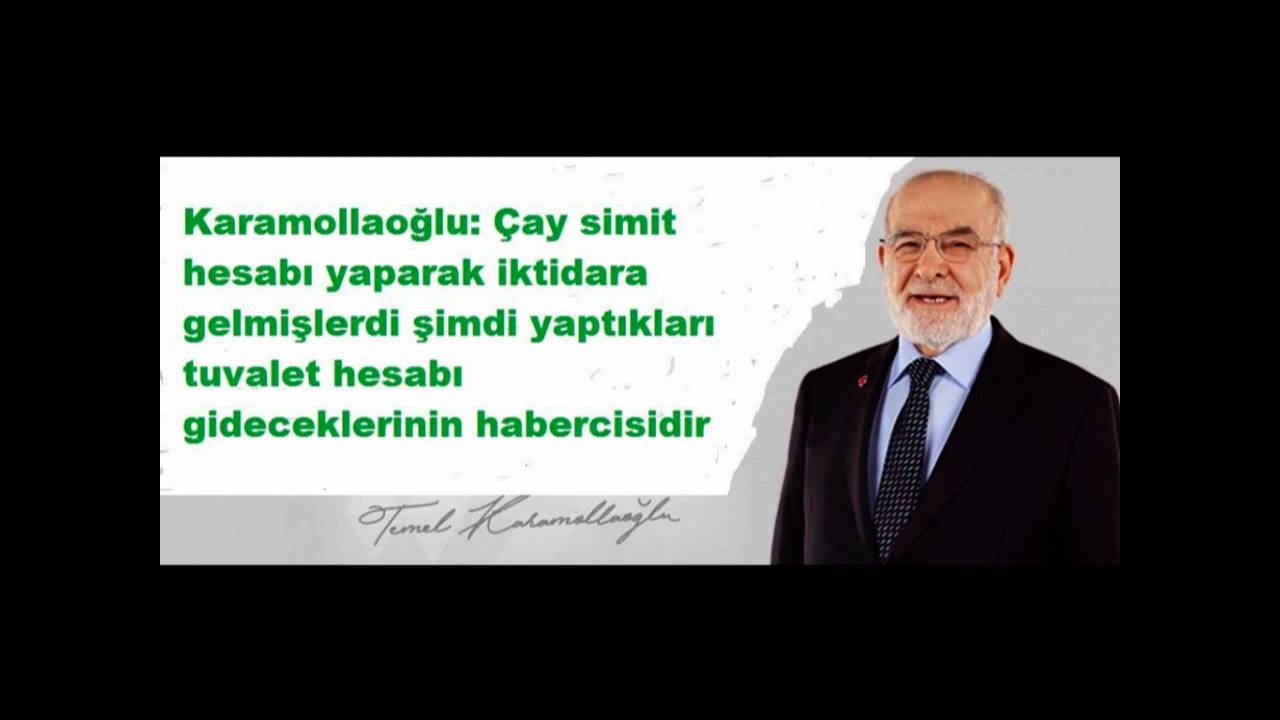 Karamollaoğlu: Çay simit
hesabı yaparak iktidara
gelmişlerdi şimdi yaptıkları
tuvalet hesabı
gideceklerinin habercisidir
Temel Karamollaoğlu